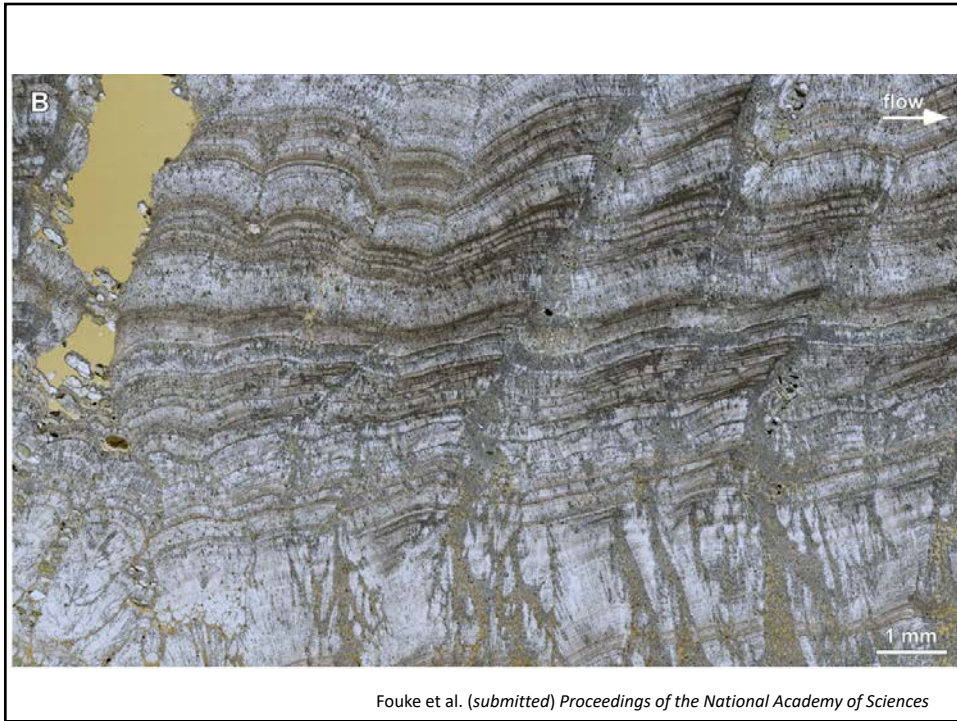 B
flow
1 mm
Fouke et al. (submitted) Proceedings of the National Academy of Sciences